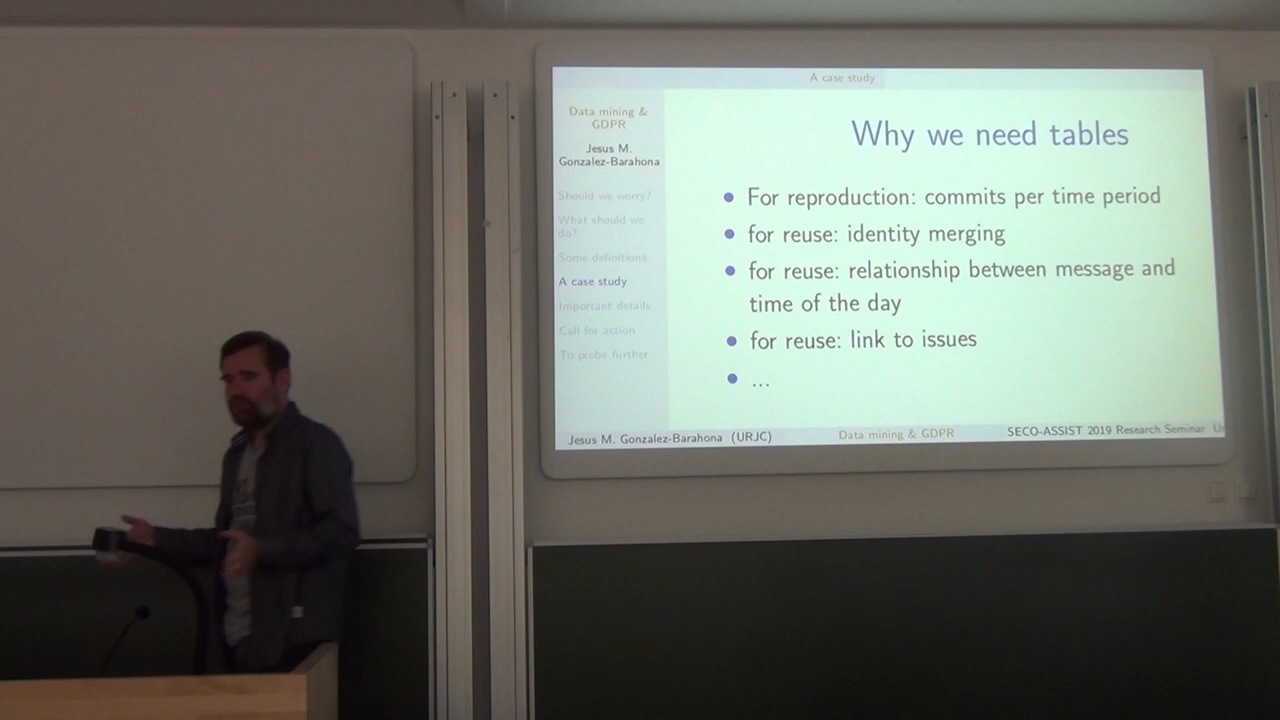 A case study
Data mining &
GDPR
Jesus M.
Gonzalez-Barahona
Should we worry?
What should we
do?
Some definitions
A case study
Important details
Call for action
To probe further
Why we need tables
For reproduction: commits per time period
for reuse: identity merging
for reuse: relationship between message and
time of the day
for reuse: link to issues
...
Jesus M. Gonzalez-Barahona (URJC)
Data mining & GDPR
SECO-ASSIST 2019 Research Seminar